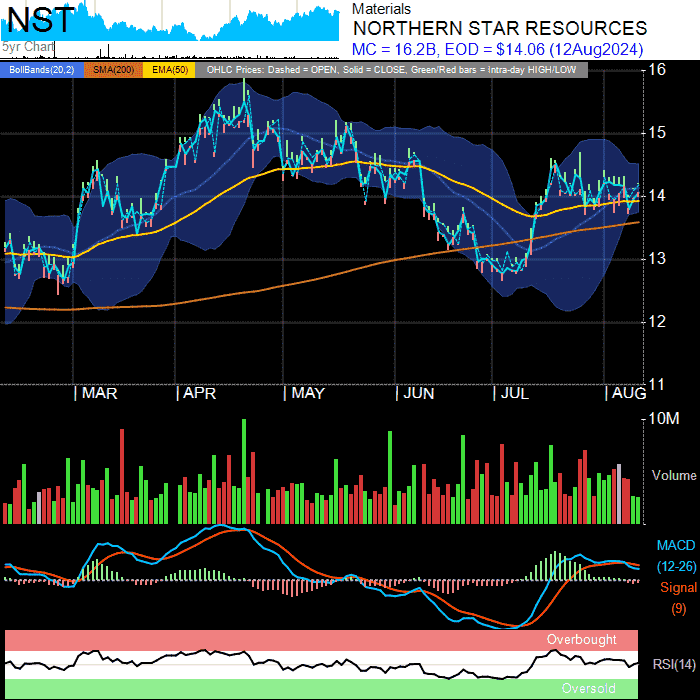 NST
5yr Chart
Materials
NORTHERN STAR RESOURCES
MC = 16.2B, EOD = $14.06 (12Aug2024)
BollBands(20,2) SMA(200) EMA(50) OHLC Prices: Dashed = OPEN, Solid = CLOSE, Green/Red bars = Intra-day HIGH/LOW
16
15
14
13
12
11
| MAR | APR | MAY | JUN | JUL | AUG
10M
Volume
MACD
(12-26)
Signal
(9)
Overbought
RSI(14)
Oversold